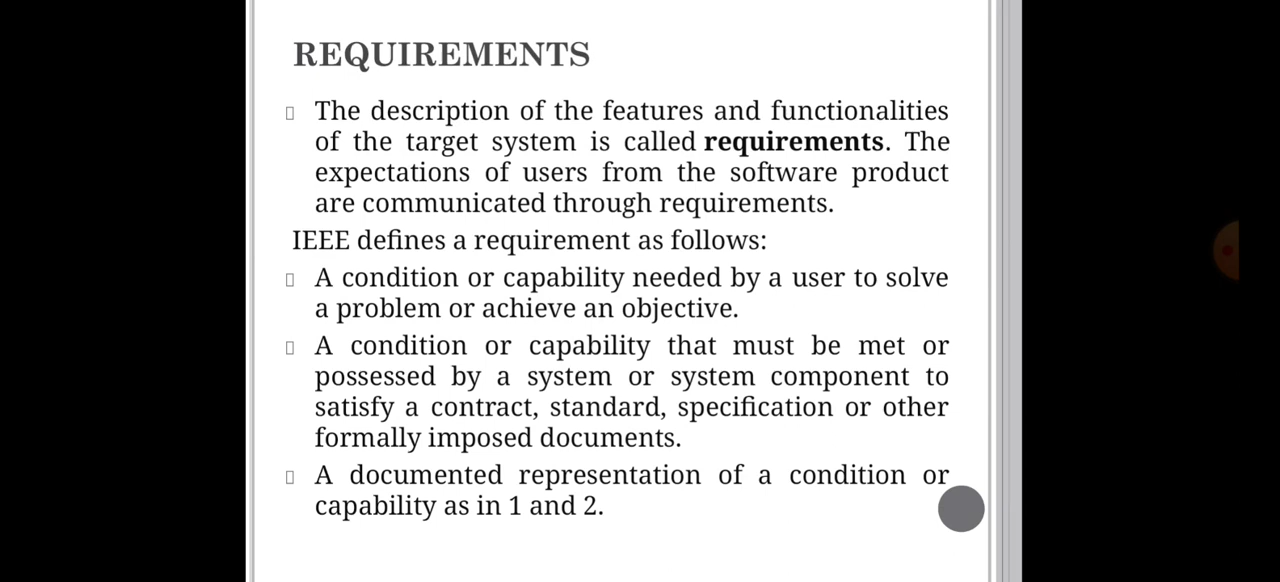 REQUIREMENTS
The description of the features and functionalities
of the target system is called requirements. The
expectations of users from the software product
are communicated through requirements.
IEEE defines a requirement as follows:
A condition or capability needed by a user to solve
a problem or achieve an objective.
A condition or capability that must be met or
possessed by a system or system component to
satisfy a contract, standard, specification or other
formally imposed documents.
A documented representation of a condition or
capability as in 1 and 2.